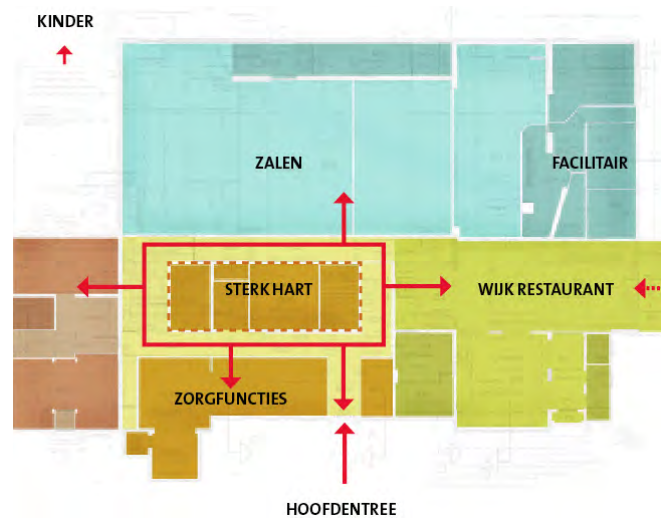 KINDER
ZALEN
FACILITAIR
STERK HART
WIJK RESTAURANT
ZORGFUNCTIES
HOOFDENTREE